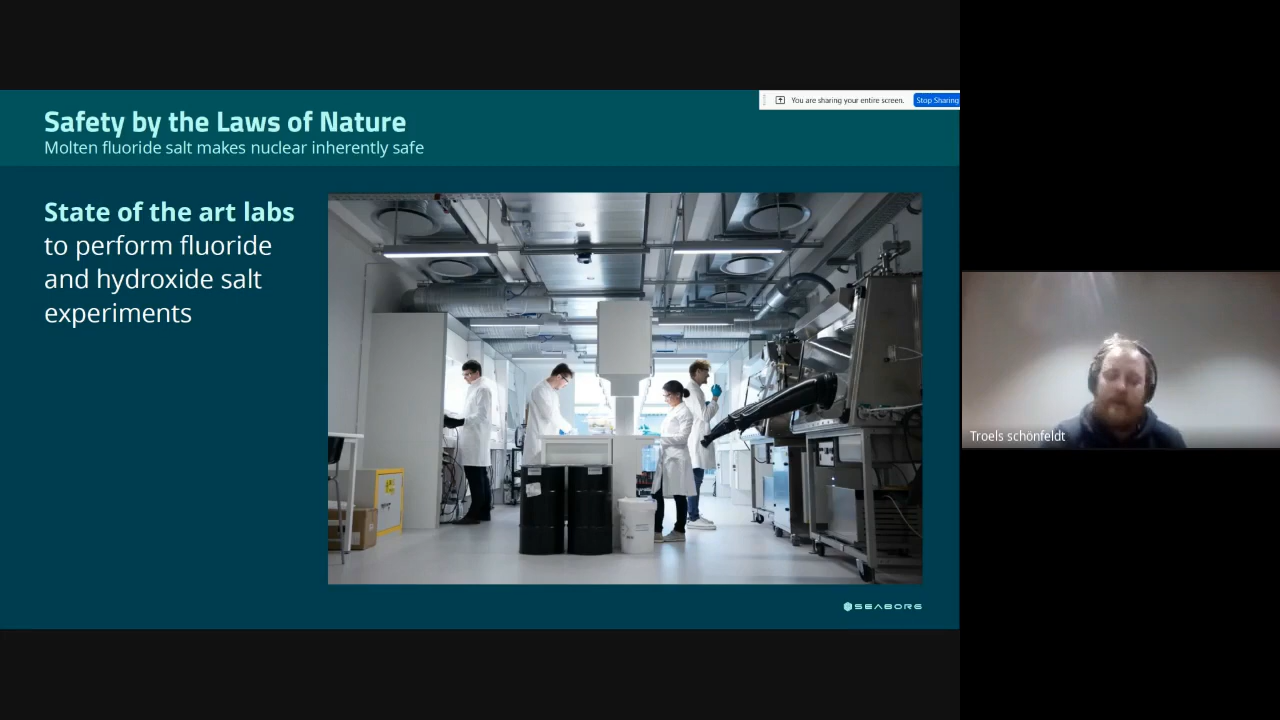 Safety by the Laws of Nature
Molten fluoride salt makes nuclear inherently safe
You are sharing your entire screen.
Stop Sharing
State of the art labs
to perform fluoride
and hydroxide salt
experiments
SEABORG
Troels schönfeldt